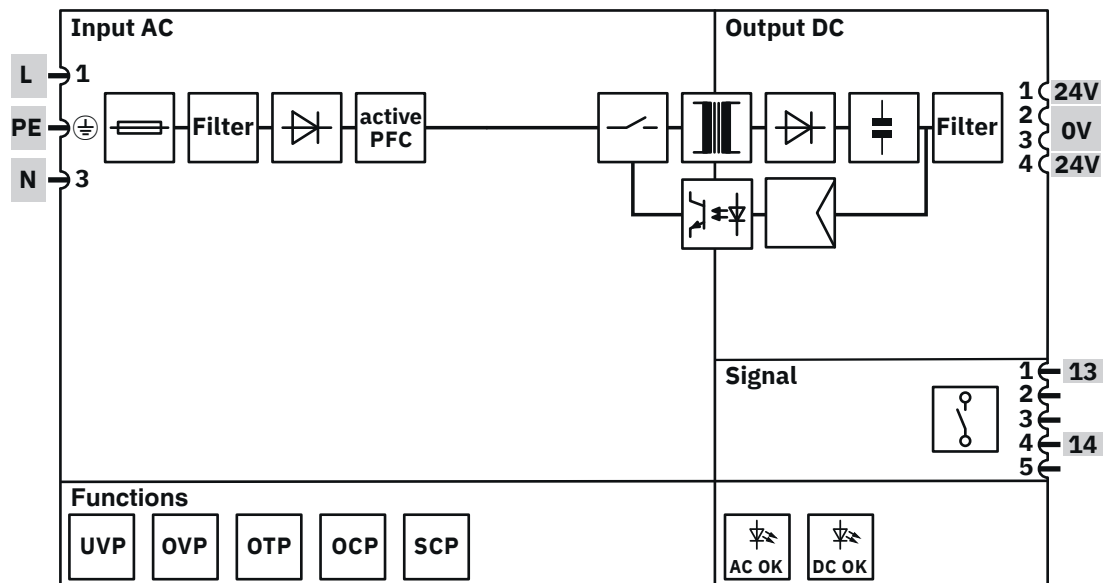 Input AC
Output DC
L 1
PE
N 3
Filter
active
PFC
Filter
1 24V
2
0V
3
4 24V
Signal
1 13
2
3
4 14
5
Functions
UVP OVP OTP OCP SCP
AC OK DC OK